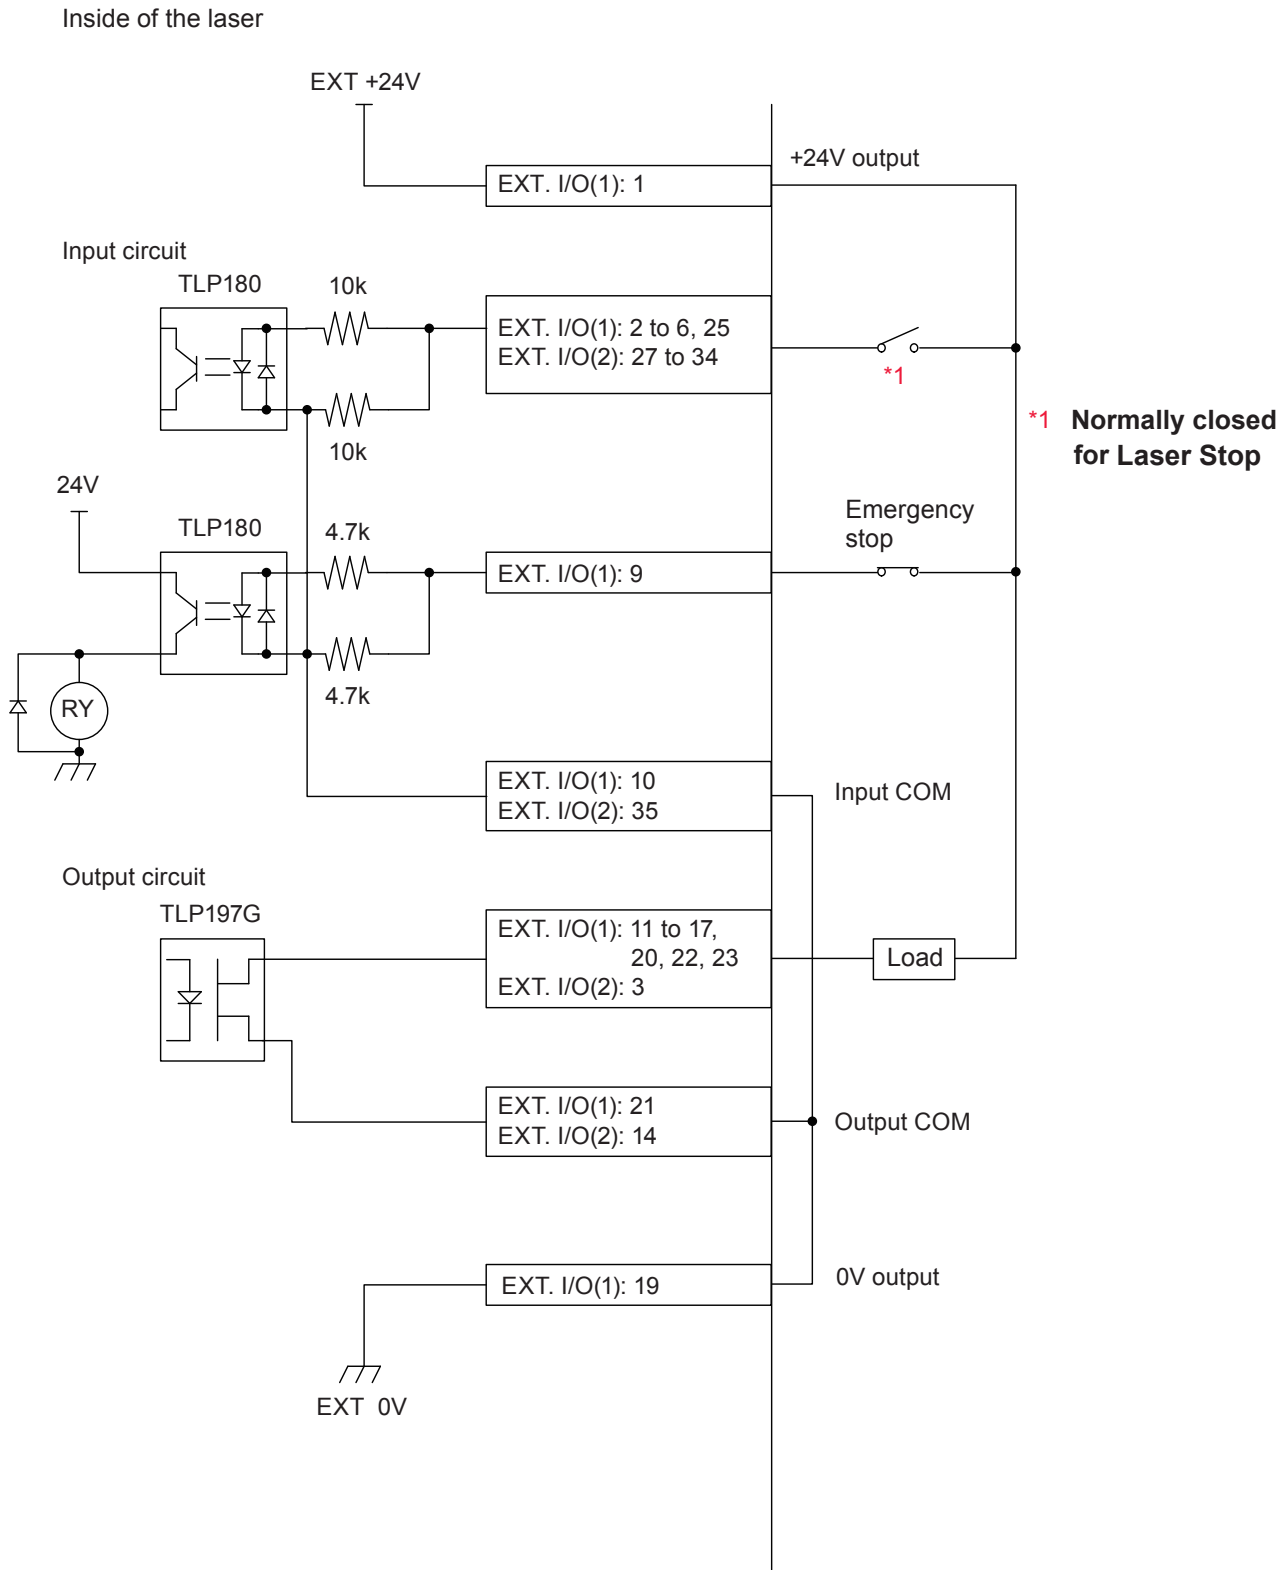 Inside of the laser
EXT +24V
+24V output
EXT. I/O(1): 1
Input circuit
TLP180
10k
EXT. I/O(1): 2 to 6, 25
EXT. I/O(2): 27 to 34
*1
10k
*1 Normally closed
for Laser Stop
24V
TLP180
4.7k
Emergency
stop
EXT. I/O(1): 9
4.7k
RY
EXT. I/O(1): 10
EXT. I/O(2): 35
Input COM
Output circuit
TLP197G
EXT. I/O(1): 11 to 17,
20, 22, 23
EXT. I/O(2): 3
Load
EXT. I/O(1): 21
EXT. I/O(2): 14
Output COM
EXT. I/O(1): 19
0V output
EXT 0V